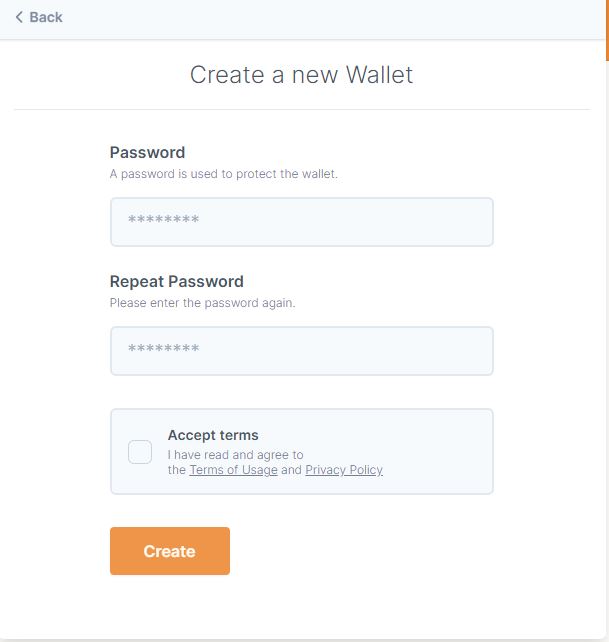 Back
Create a new Wallet
Password
A password is used to protect the wallet.
********
Repeat Password
Please enter the password again.
********
Accept terms
I have read and agree to
the Terms of Usage and Privacy Policy
Create